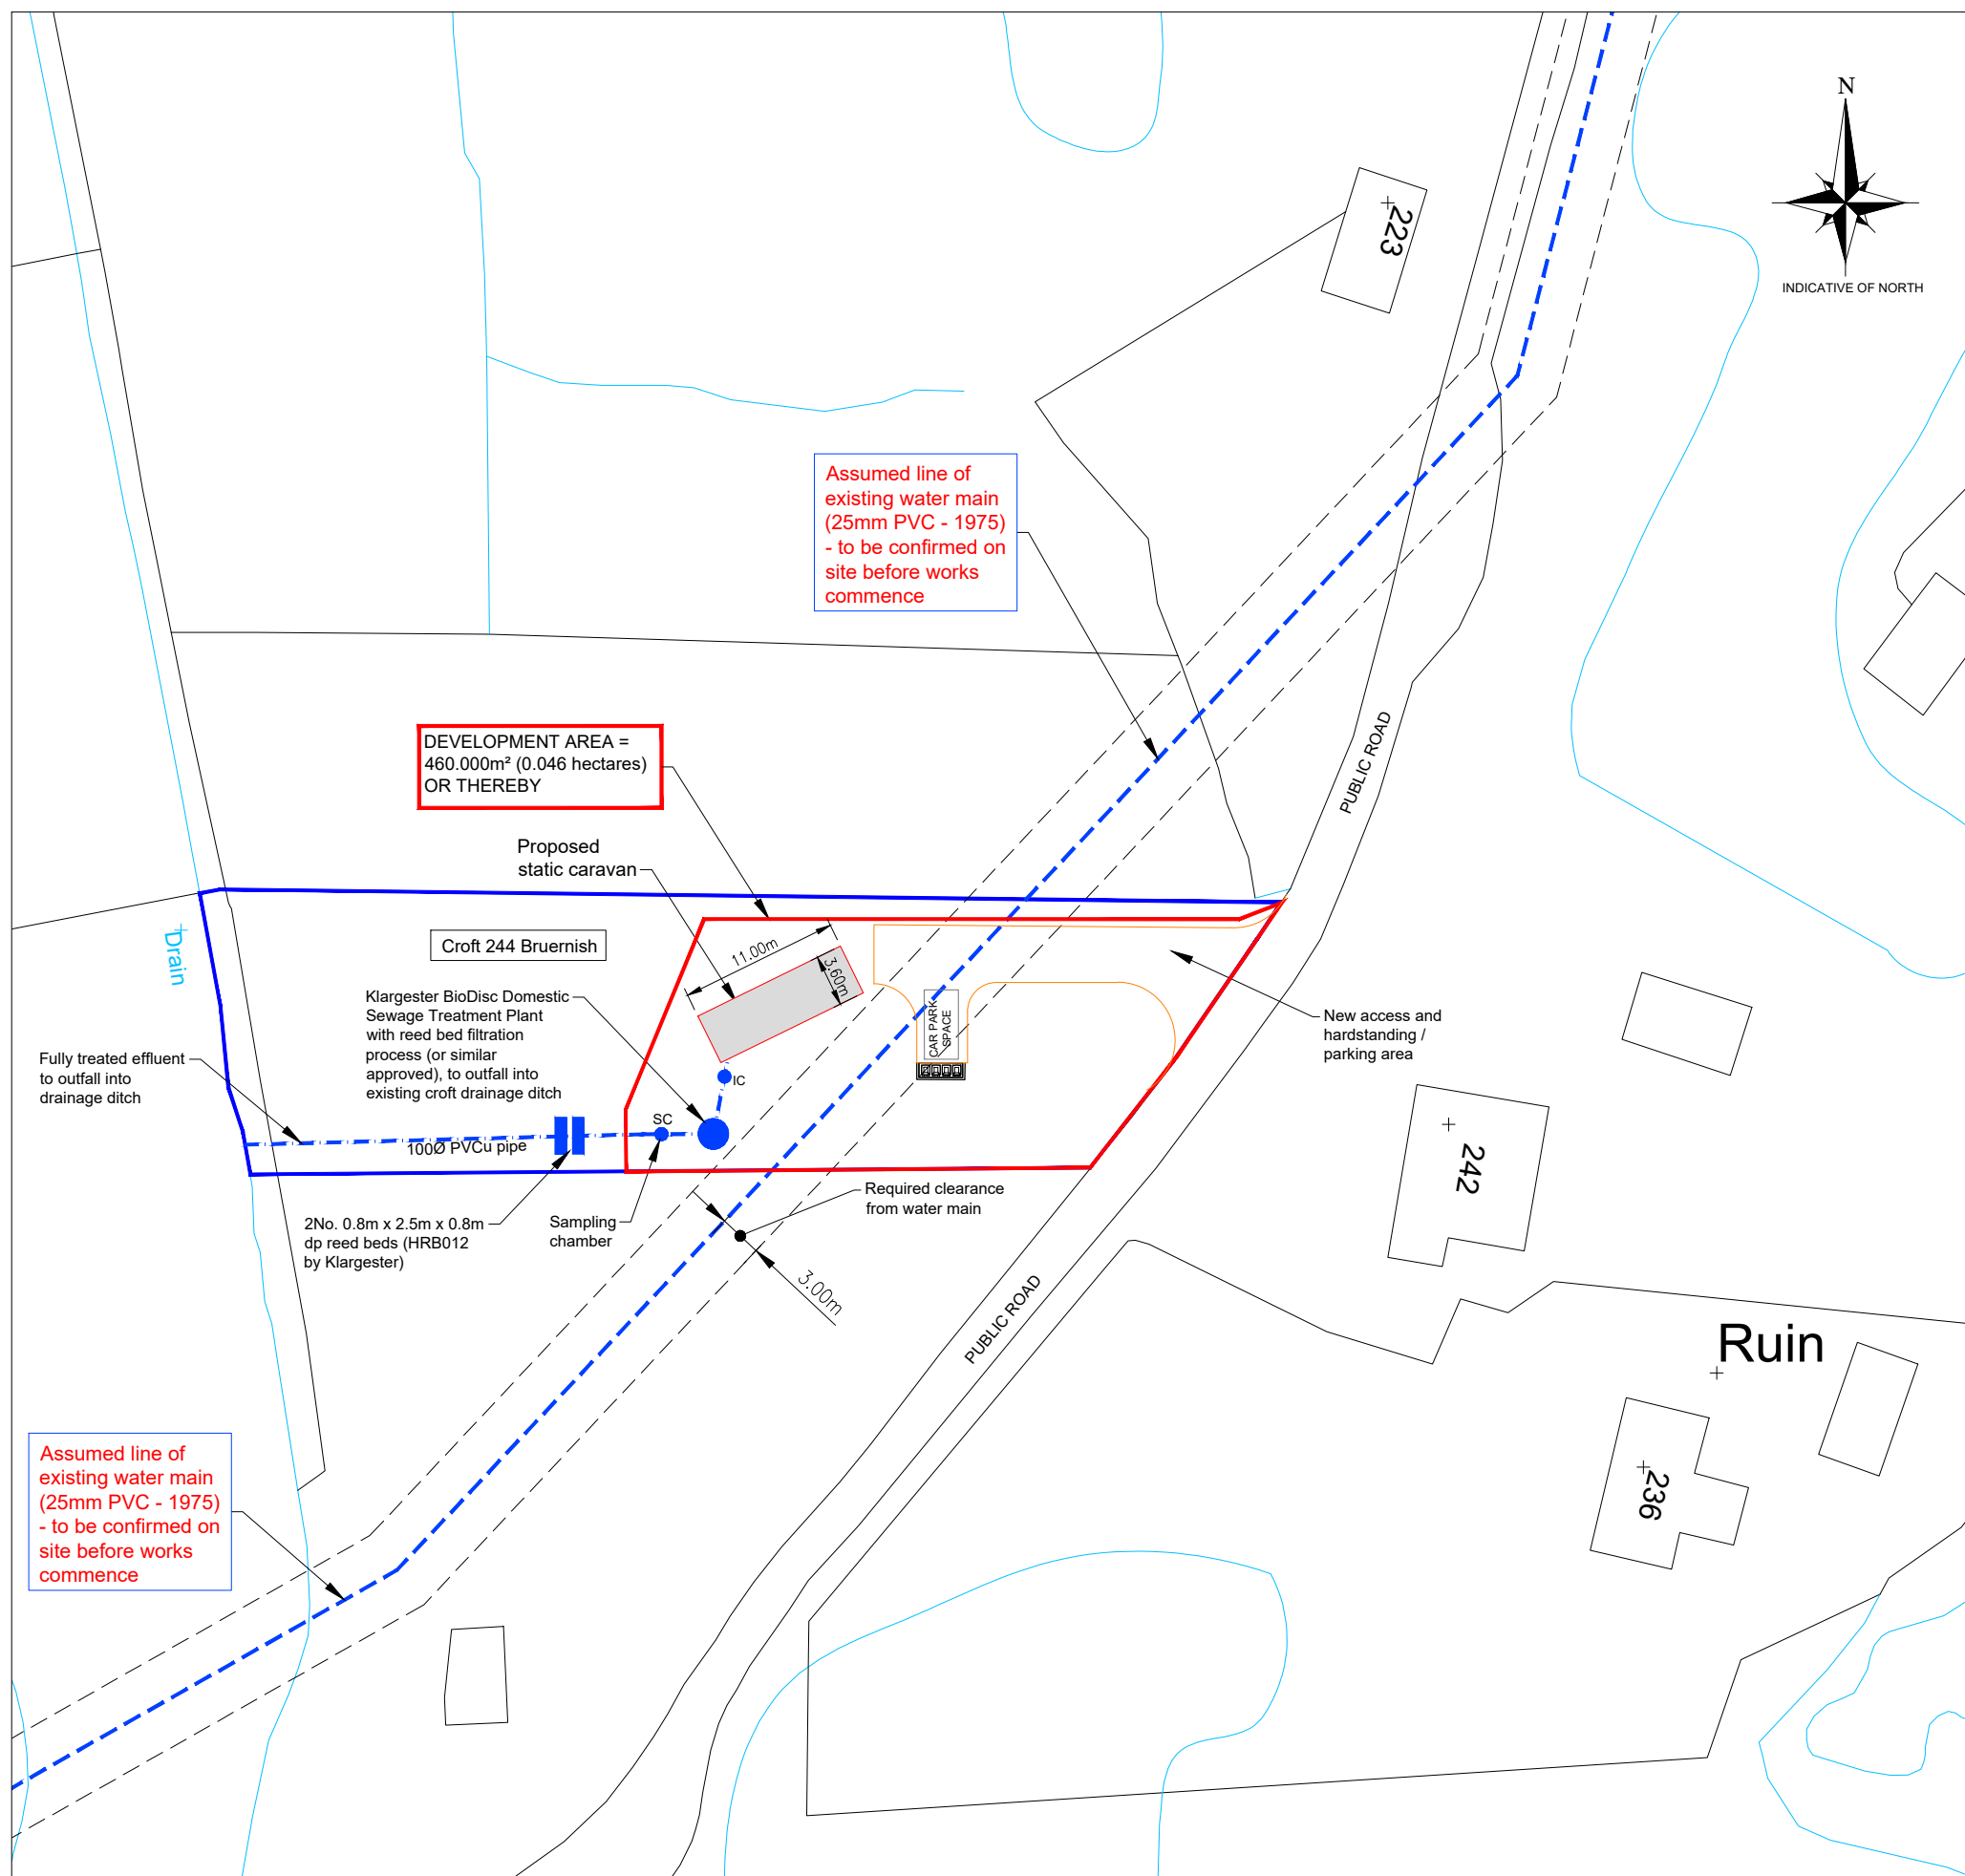 N
INDICATIVE OF NORTH
223
Assumed line of
existing water main
(25mm PVC - 1975)
- to be confirmed on
site before works
commence
PUBLIC ROAD
DEVELOPMENT AREA =
460.000m² (0.046 hectares)
OR THEREBY
Proposed
static caravan
Drain
Croft 244 Bruernish
11.00m
3.60m
Klargester BioDisc Domestic
Sewage Treatment Plant
with reed bed filtration
process (or similar
approved), to outfall into
existing croft drainage ditch
CAR PARK
SPACE
New access and
hardstanding /
parking area
Fully treated effluent
to outfall into
drainage ditch
IC
SC
100Ø PVCu pipe
242
Required clearance
from water main
2No. 0.8m x 2.5m x 0.8m
dp reed beds (HRB012
by Klargester)
Sampling
chamber
3.00m
PUBLIC ROAD
Ruin
236
Assumed line of
existing water main
(25mm PVC - 1975)
- to be confirmed on
site before works
commence